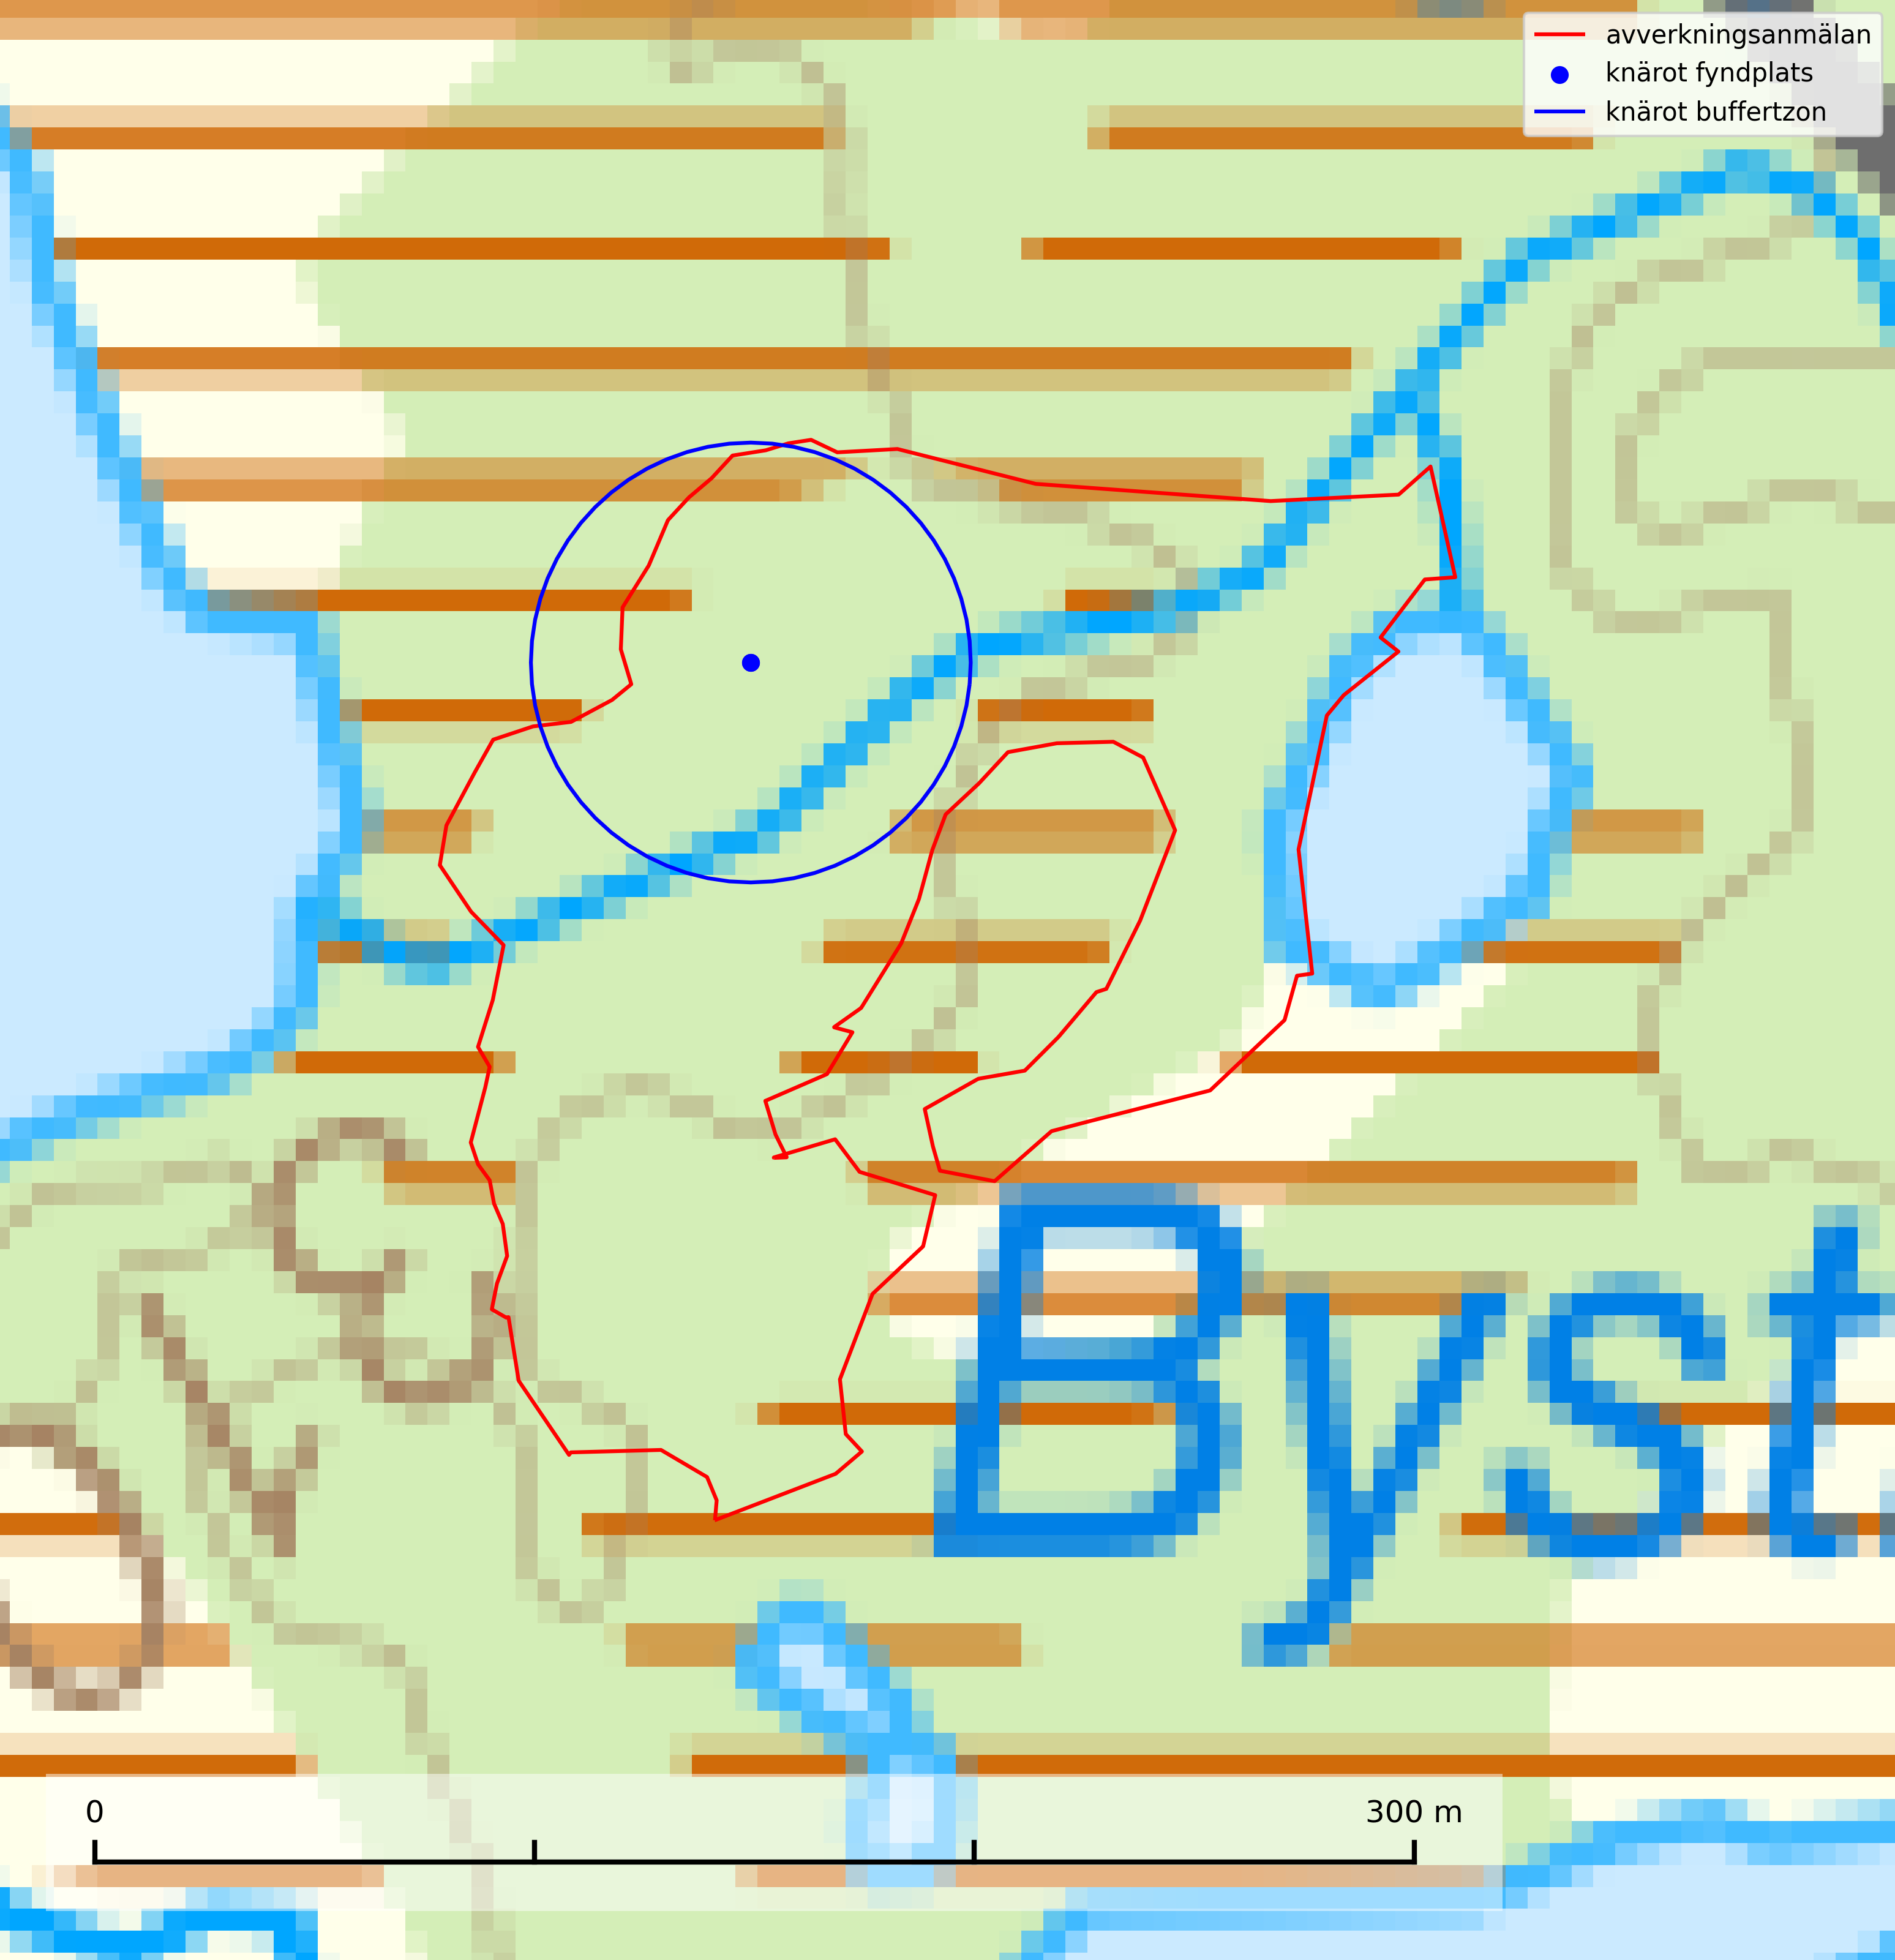 avverkningsanmälan
knärot fyndplats
knärot buffertzon
Byst
0 300 m